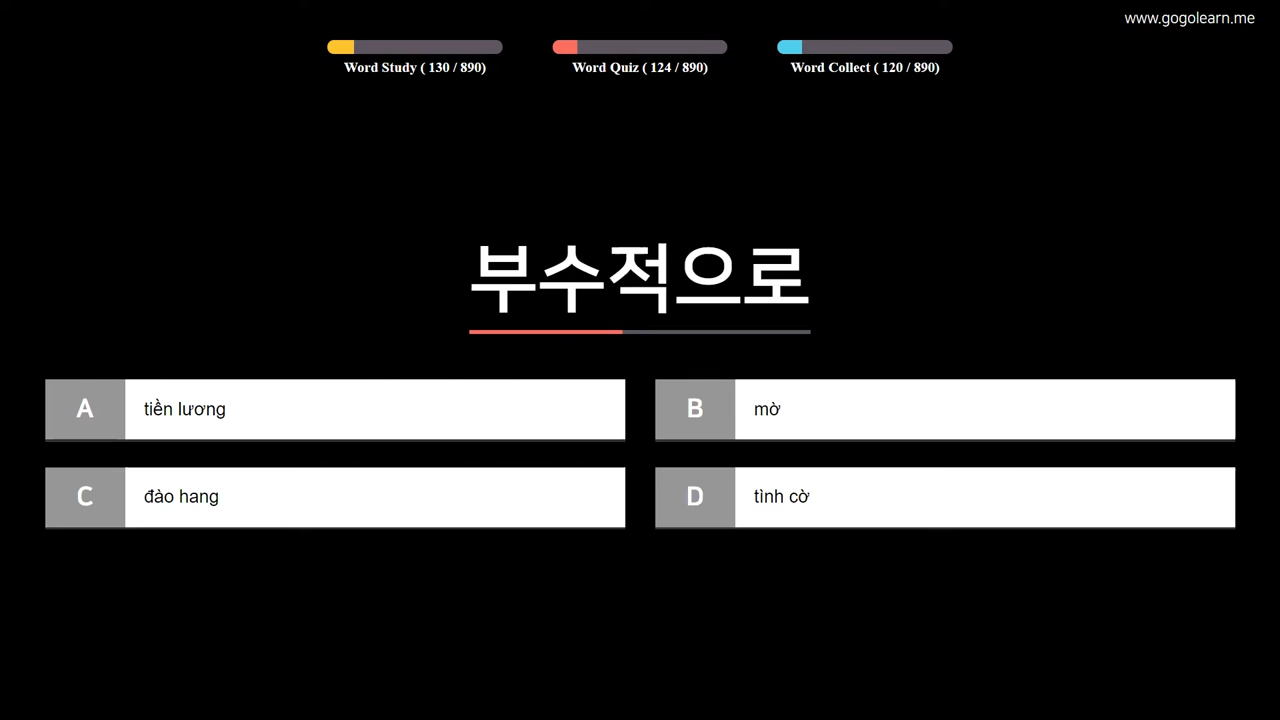 www.gogolearn.me
Word Study ( 130 / 890)
Word Quiz ( 124 / 890)
Word Collect ( 120 / 890)
부수적으로
A tiền lương
B mờ
C đào hang
D tình cờ